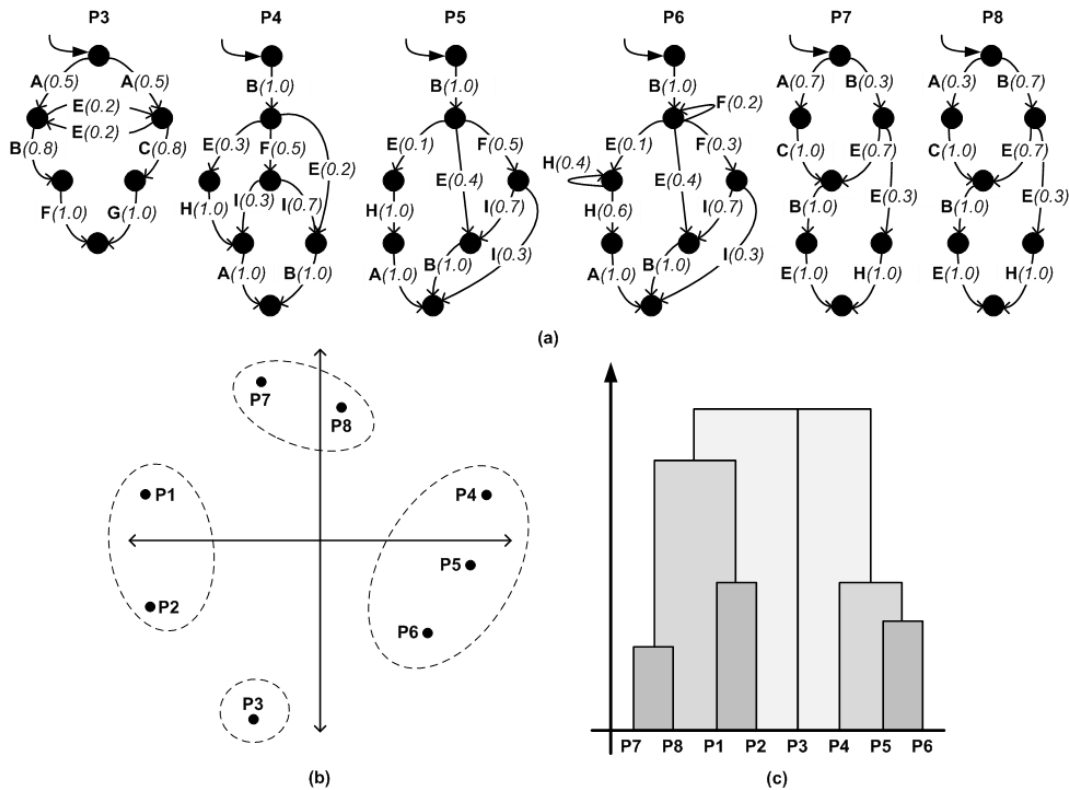 P3 P4 P5 P6 P7 P8
A(0.5) A(0.5)
E(0.2)
E(0.2)
B(0.8) C(0.8)
F(1.0) G(1.0)
B(1.0)
E(0.3) F(0.5) E(0.2)
H(1.0) I(0.3) I(0.7)
A(1.0) B(1.0)
B(1.0)
E(0.1) F(0.5)
E(0.4)
H(1.0) I(0.7)
A(1.0) B(1.0) I(0.3)
B(1.0)
F(0.2)
E(0.1) F(0.3)
H(0.4) E(0.4)
H(0.6) I(0.7)
A(1.0) B(1.0) I(0.3)
A(0.7) B(0.3)
C(1.0) E(0.7)
E(0.3)
B(1.0)
E(1.0) H(1.0)
A(0.3) B(0.7)
C(1.0) E(0.7)
E(0.3)
B(1.0)
E(1.0) H(1.0)
(a)
P7
P8
P1
P4
P5
P2
P6
P3
(b)
P7 P8 P1 P2 P3 P4 P5 P6
(c)